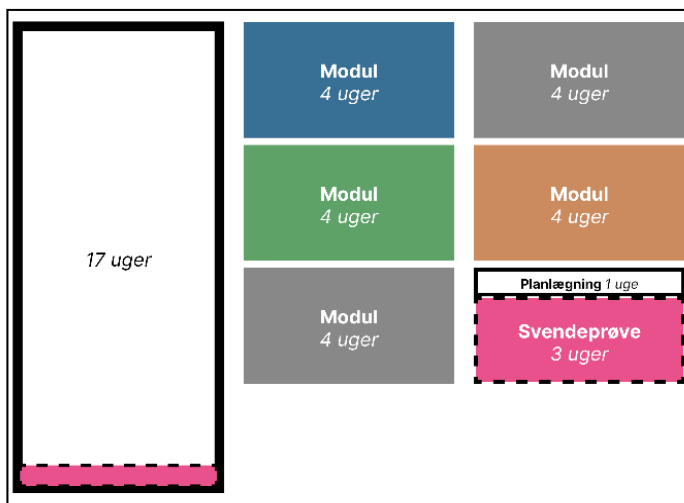 17 uger
Modul
4 uger
Modul
4 uger
Modul
4 uger
Modul
4 uger
Modul
4 uger
Planlægning 1 uge
Svendeprøve
3 uger